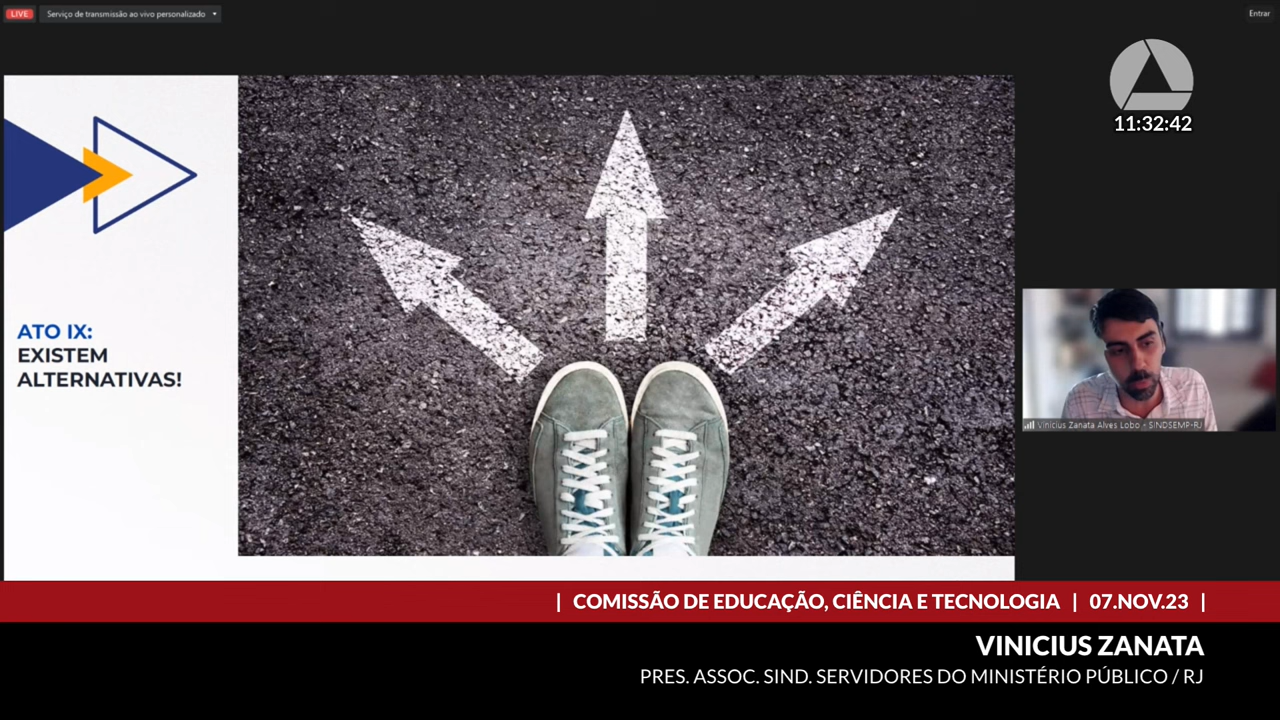 LIVE
Serviço de transmissão ao vivo personalizado
Entrar
11:32:42
ATO IX:
EXISTEM
ALTERNATIVAS!
Vinícius Zanata Alves Lobo - SINDSEMP-RJ
| COMISSÃO DE EDUCAÇÃO, CIÊNCIA E TECNOLOGIA | 07.NOV.23 |
VINICIUS ZANATA
PRES. ASSOC. SIND. SERVIDORES DO MINISTÉRIO PÚBLICO / RJ